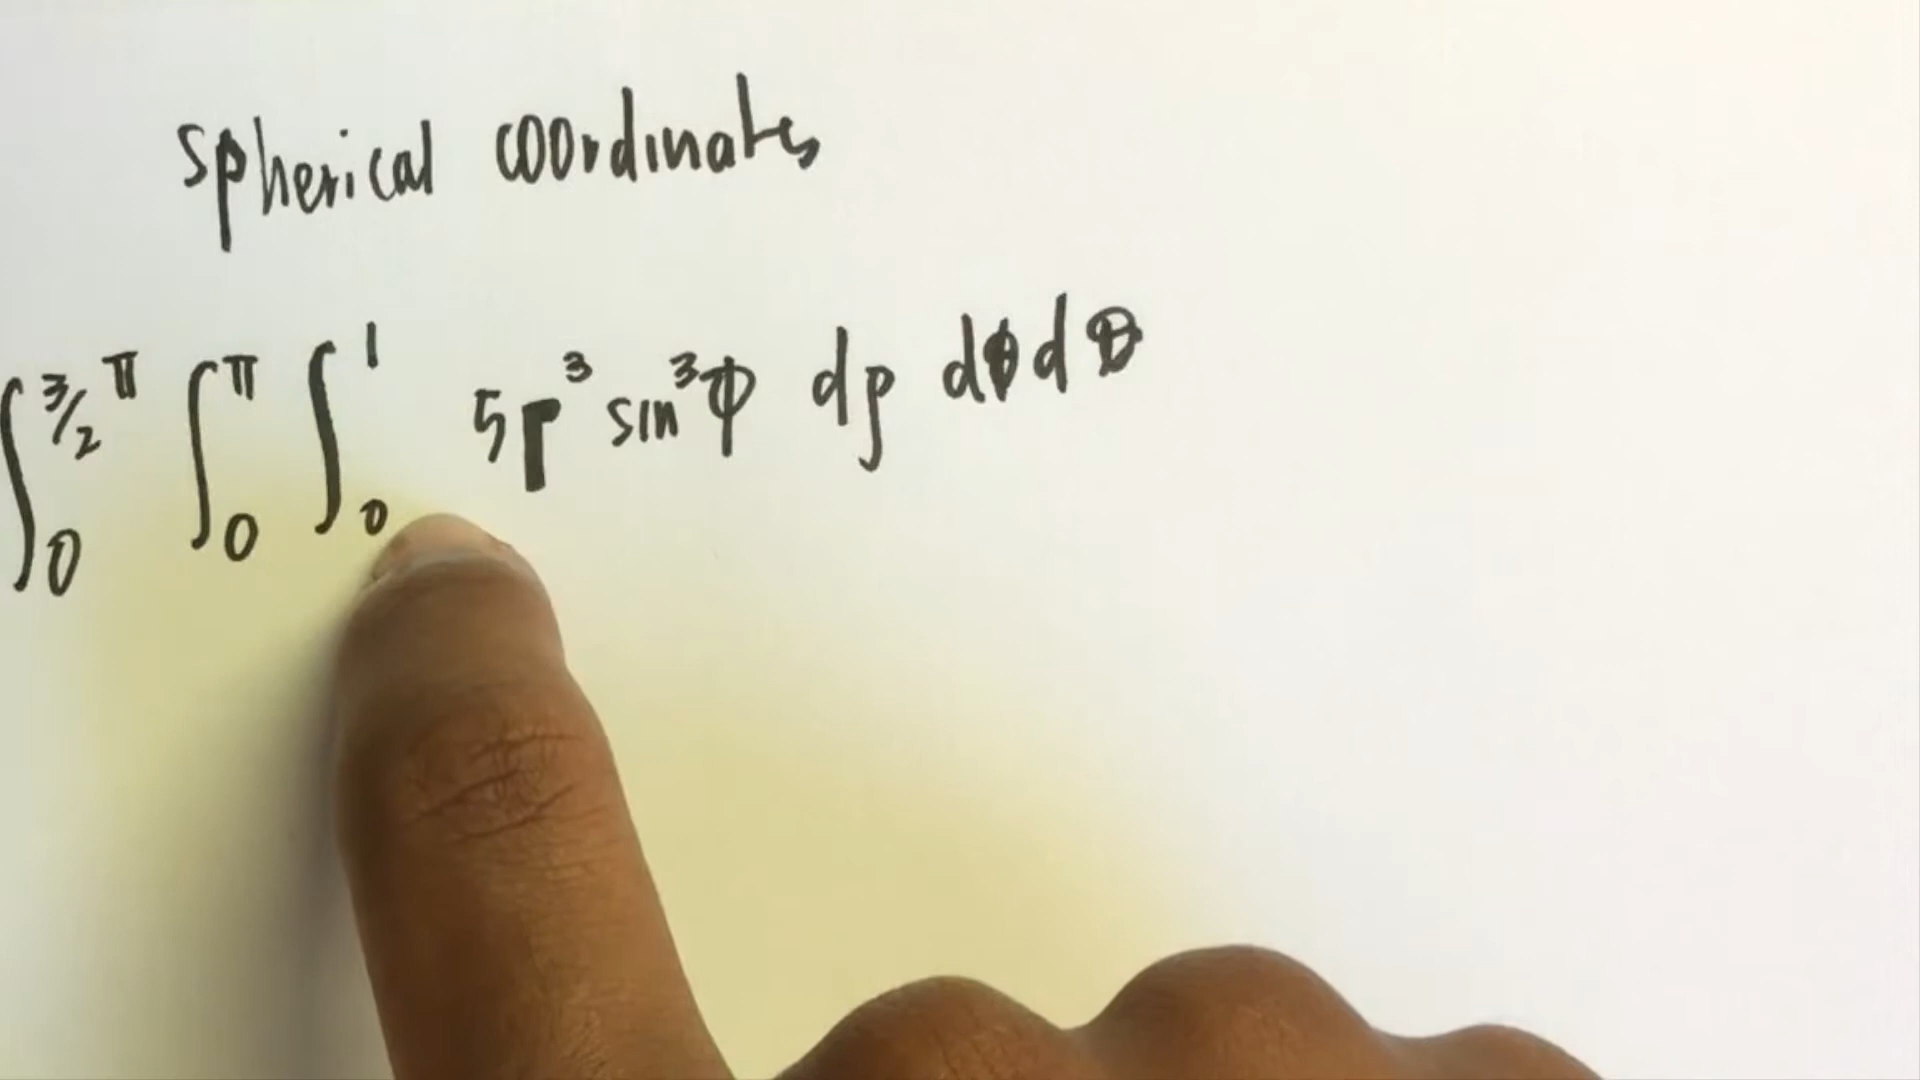 spherical coordinates
∫₀^{3/2 π} ∫₀^π ∫₀^1 5ρ³ sin³φ dρ dφ dθ